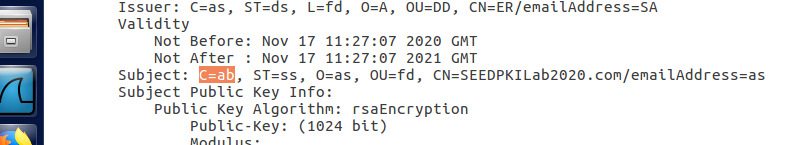 Issuer: C=as, ST=ds, L=fd, O=A, OU=DD, CN=ER/emailAddress=SA
Validity
Not Before: Nov 17 11:27:07 2020 GMT
Not After : Nov 17 11:27:07 2021 GMT
Subject: C=ab, ST=ss, O=as, OU=fd, CN=SEEDPKILab2020.com/emailAddress=as
Subject Public Key Info:
Public Key Algorithm: rsaEncryption
Public-Key: (1024 bit)
Modulus: